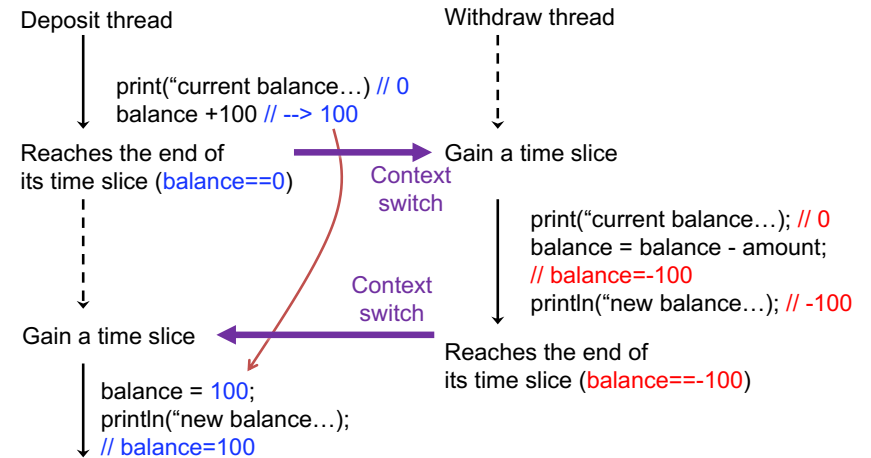 Deposit thread
print(“current balance…) // 0
balance +100 // --> 100
Reaches the end of
its time slice (balance==0)
Context
switch
Withdraw thread
Gain a time slice
print(“current balance…); // 0
balance = balance - amount;
// balance=-100
println(“new balance…); // -100
Reaches the end of
its time slice (balance==-100)
Context
switch
Gain a time slice
balance = 100;
println(“new balance…);
// balance=100